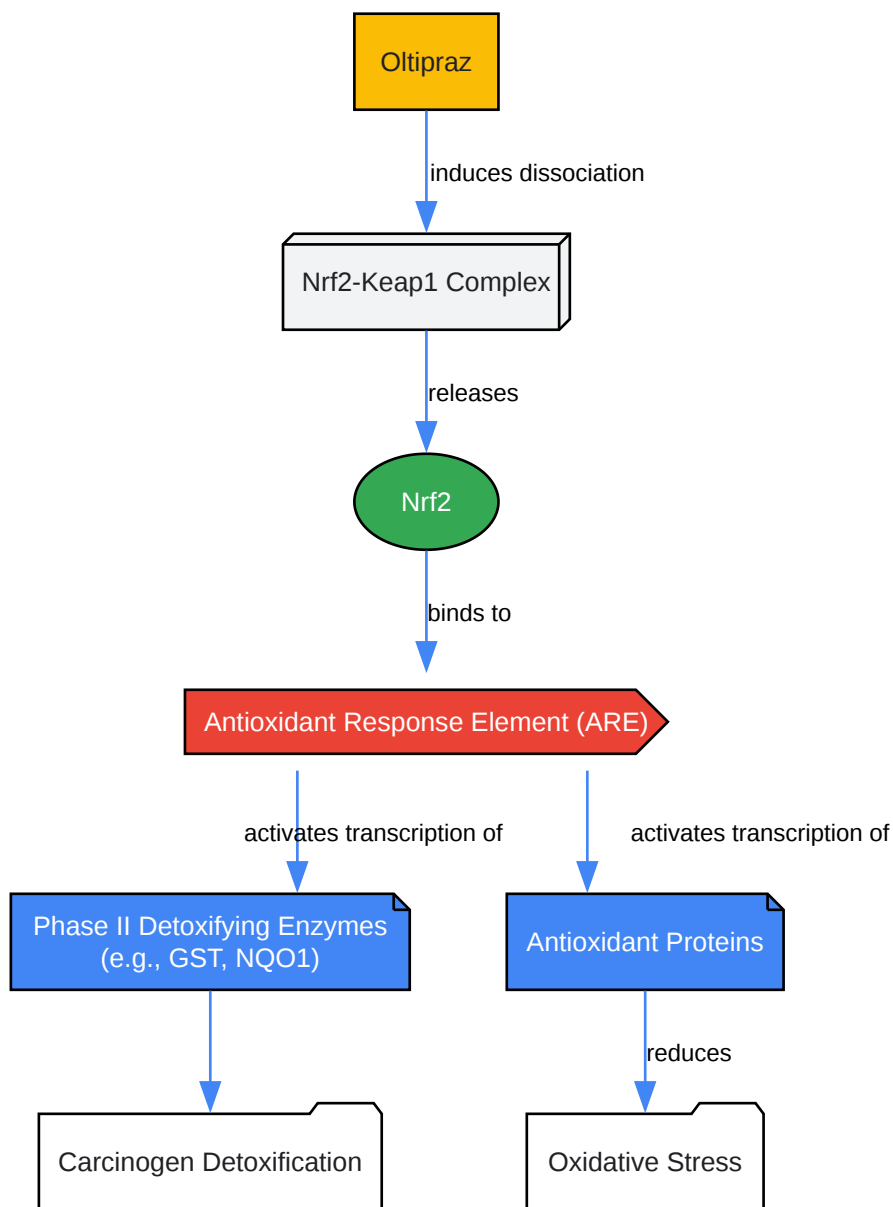 Oltipraz
induces dissociation
Nrf2-Keap1 Complex
releases
Nrf2
binds to
Antioxidant Response Element (ARE)
activates transcription of
activates transcription of
Phase II Detoxifying Enzymes
(e.g., GST, NQO1)
Antioxidant Proteins
reduces
Carcinogen Detoxification
Oxidative Stress